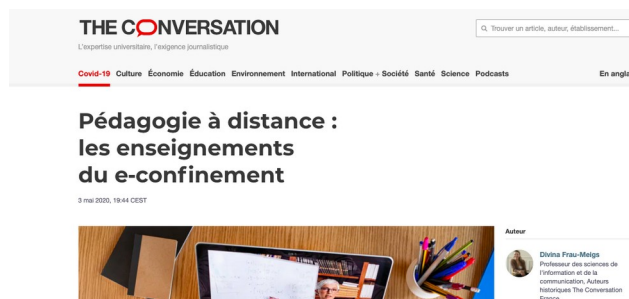 THE CONVERSATION
L'expertise universitaire, l'exigence journalistique
Trouver un article, auteur, établissement...
Covid-19 Culture Économie Éducation Environnement International Politique + Société Santé Science Podcasts
En angla
Pédagogie à distance :
les enseignements
du e-confinement
3 mai 2020, 19:44 CEST
Auteur
Divina Frau-Meigs
Professeur des sciences de
l'information et de la
communication, Auteurs
historiques The Conversation
France